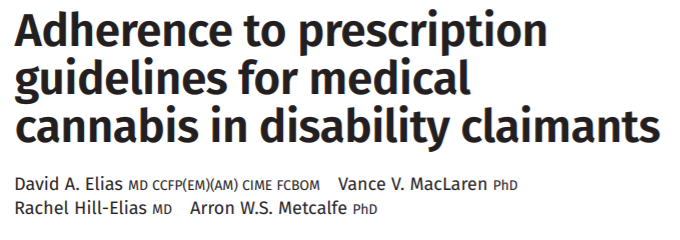 Adherence to prescription
guidelines for medical
cannabis in disability claimants
David A. Elias MD CCFP(EM)(AM) CIME FCBOM Vance V. MacLaren PhD
Rachel Hill-Elias MD Arron W.S. Metcalfe PhD